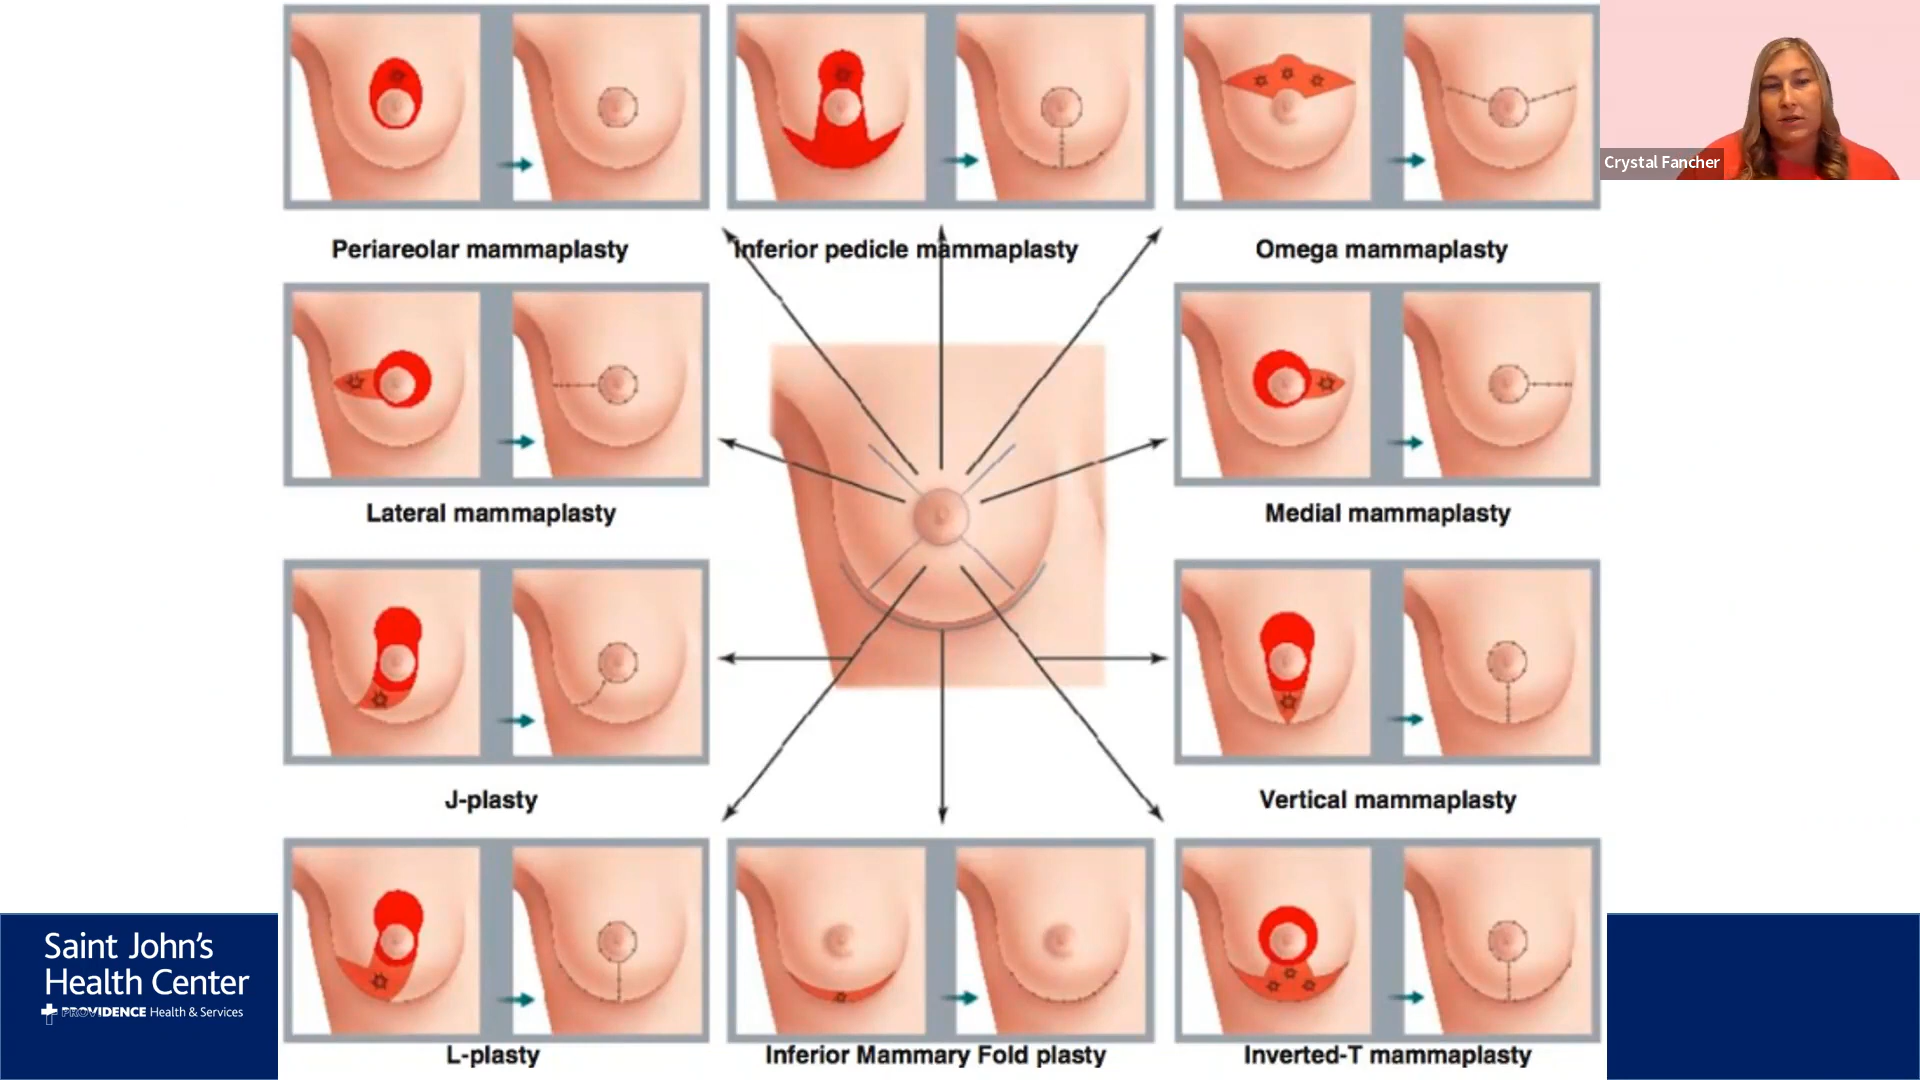 Crystal Fancher
Periareolar mammaplasty
Inferior pedicle mammaplasty
Omega mammaplasty
Lateral mammaplasty
Medial mammaplasty
J-plasty
Vertical mammaplasty
L-plasty
Inferior Mammary Fold plasty
Inverted-T mammaplasty
Saint John's
Health Center
PROVIDENCE Health & Services